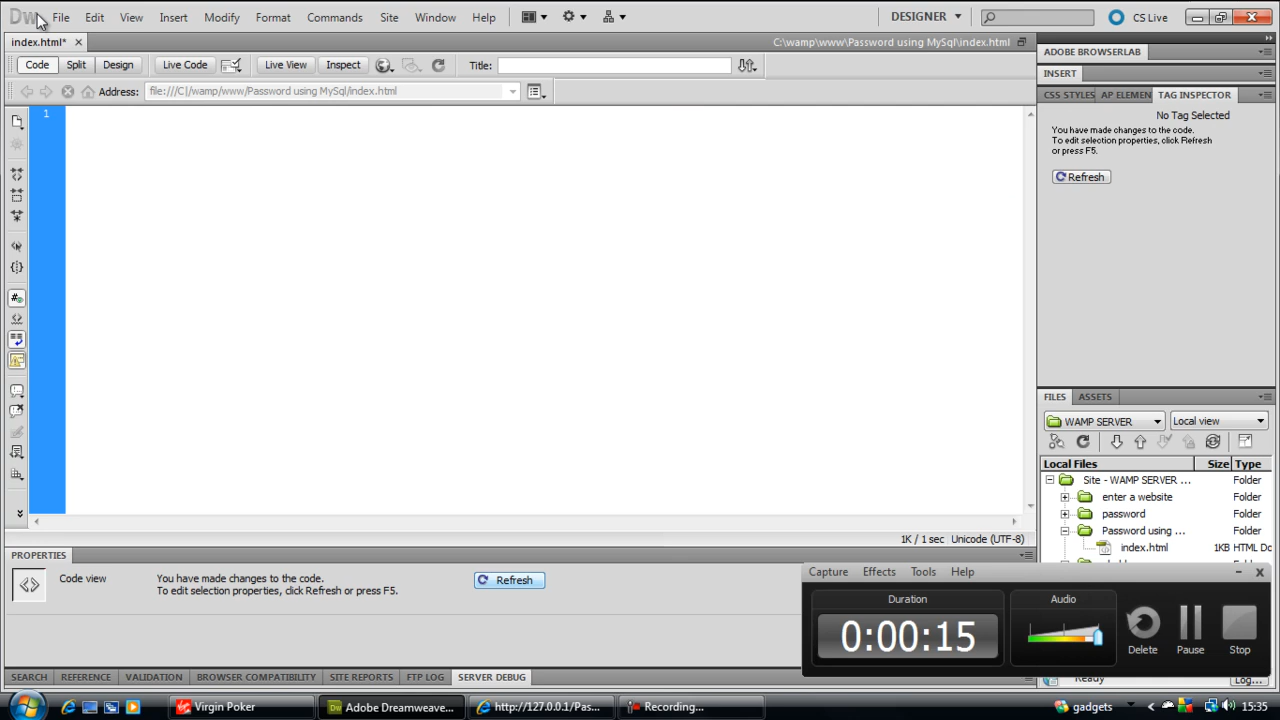 Dw File Edit View Insert Modify Format Commands Site Window Help DESIGNER CS Live
index.html* C:\wamp\www\Password using MySql\index.html
Code Split Design Live Code Live View Inspect Title:
Address: file:///C|/wamp/www/Password using MySql/index.html
1
ADOBE BROWSERLAB
INSERT
CSS STYLES AP ELEMEN TAG INSPECTOR
No Tag Selected
You have made changes to the code.
To edit selection properties, click Refresh
or press F5.
Refresh
FILES ASSETS
WAMP SERVER Local view
Local Files Size Type
Site - WAMP SERVER ... Folder
enter a website Folder
password Folder
Password using ... Folder
index.html 1KB HTML Do
1K / 1 sec Unicode (UTF-8)
PROPERTIES
Code view You have made changes to the code.
To edit selection properties, click Refresh or press F5.
Refresh
Capture Effects Tools Help
Duration Audio
0:00:15
Delete Pause Stop
SEARCH REFERENCE VALIDATION BROWSER COMPATIBILITY SITE REPORTS FTP LOG SERVER DEBUG
Ready Log...
Virgin Poker Adobe Dreamweave... http://127.0.0.1/Pas... Recording... gadgets 15:35